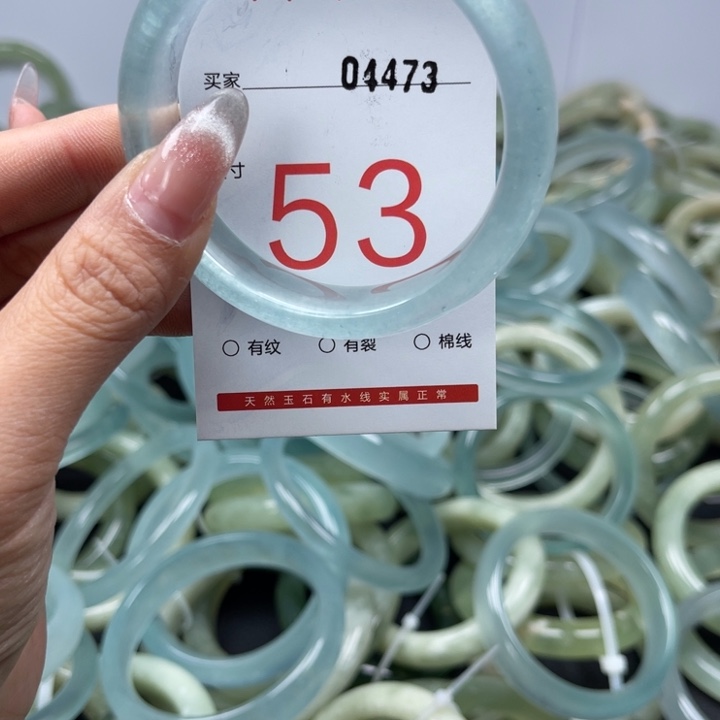 买家 04473
寸 53
○ 有纹 ○ 有裂 ○ 棉线
天然玉石有水线实属正常